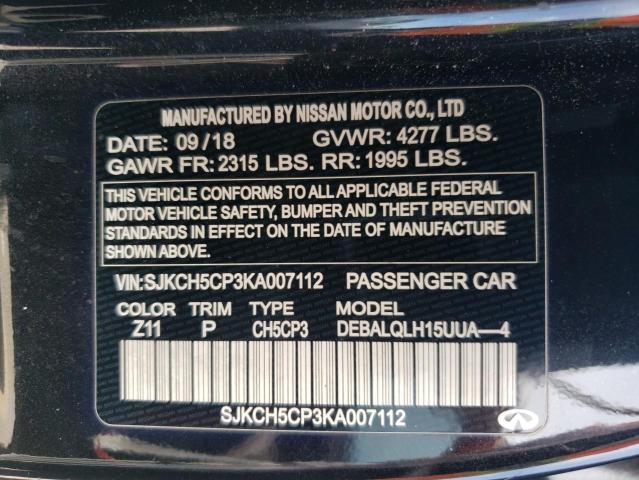 MANUFACTURED BY NISSAN MOTOR CO., LTD
DATE: 09/18 GVWR: 4277 LBS.
GAWR FR: 2315 LBS. RR: 1995 LBS.
THIS VEHICLE CONFORMS TO ALL APPLICABLE FEDERAL
MOTOR VEHICLE SAFETY, BUMPER AND THEFT PREVENTION
STANDARDS IN EFFECT ON THE DATE OF MANUFACTURE
SHOWN ABOVE.
VIN:SJKCH5CP3KA007112 PASSENGER CAR
COLOR TRIM TYPE
Z11 P CH5CP3 DEBALQLH15UUA—4
SJKCH5CP3KA007112